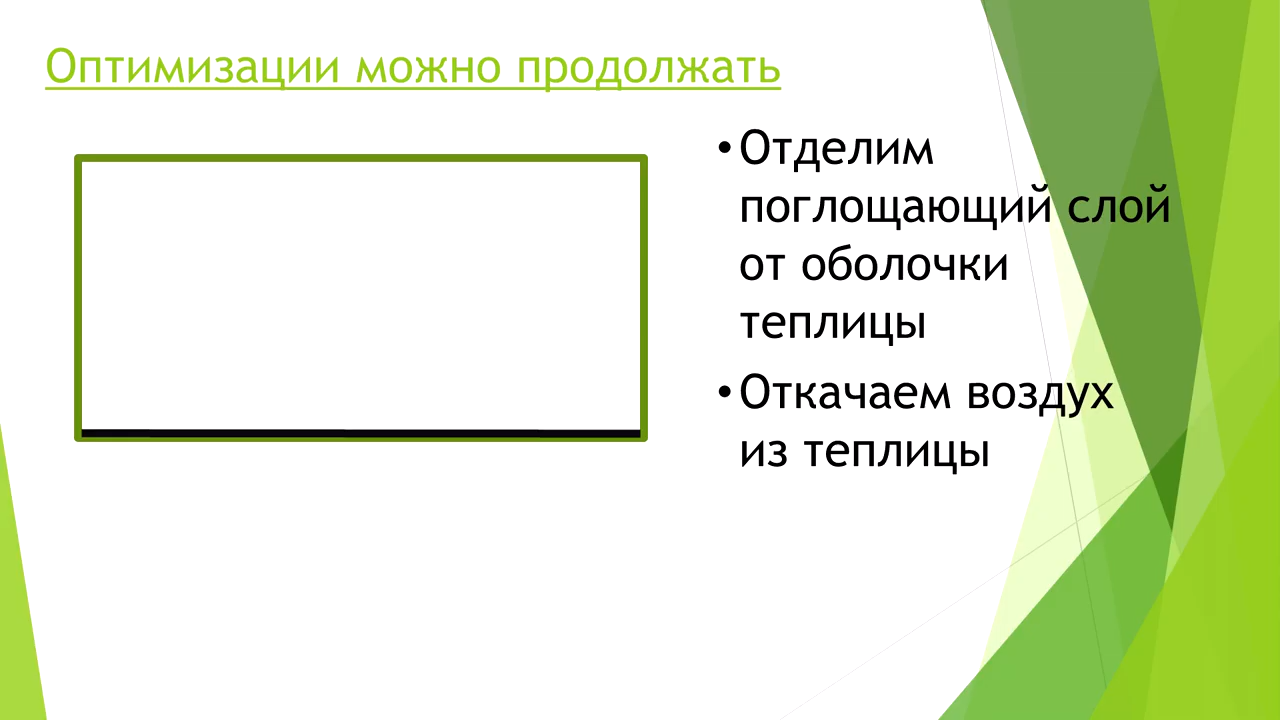 Оптимизации можно продолжать
•Отделим
поглощающий слой
от оболочки
теплицы
•Откачаем воздух
из теплицы